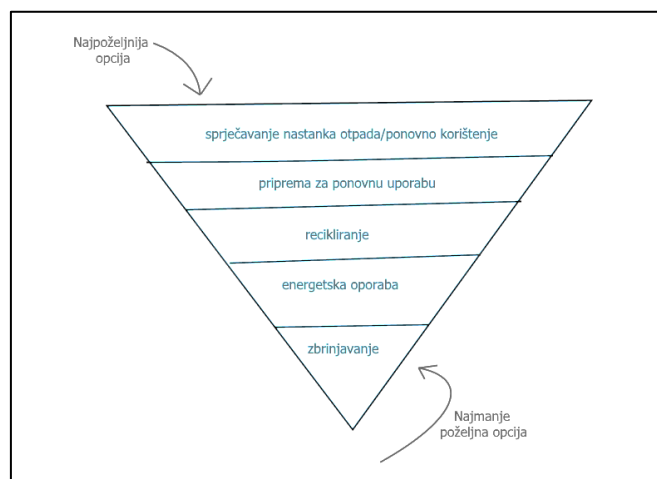 Najpoželjnija
opcija
sprječavanje nastanka otpada/ponovno korištenje
priprema za ponovnu uporabu
recikliranje
energetska oporaba
zbrinjavanje
Najmanje
poželjna opcija